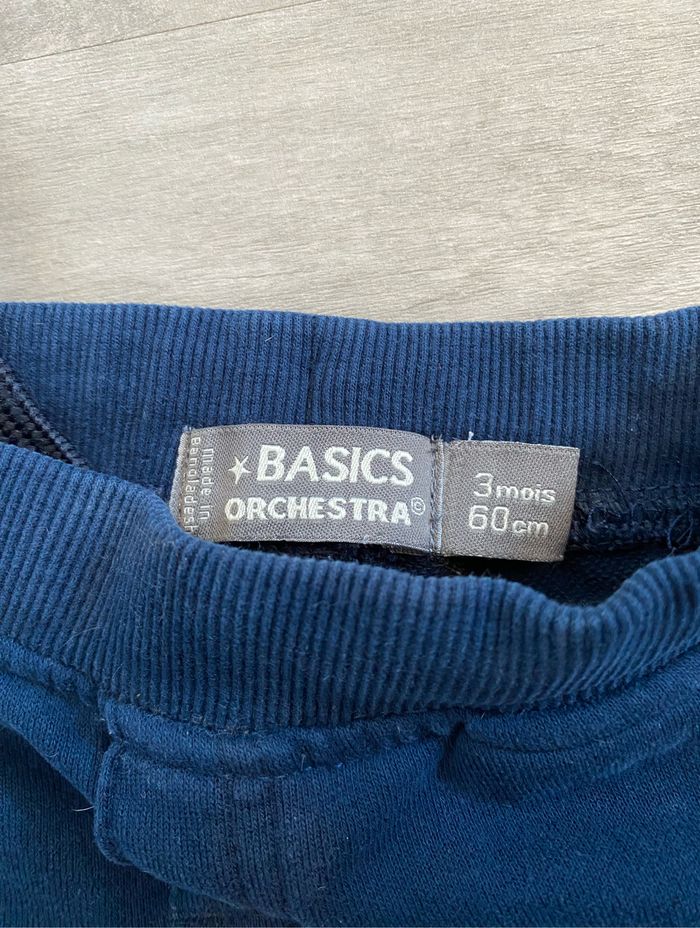 made in
Bangladesh
BASICS
ORCHESTRA©
3 mois
60 cm